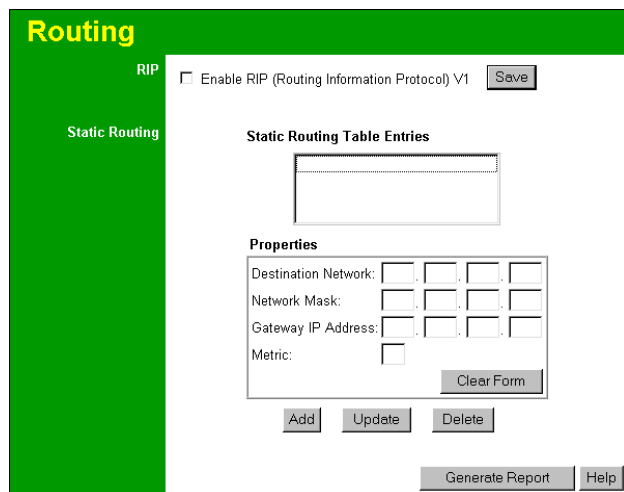 Routing
RIP
Enable RIP (Routing Information Protocol) V1
Save
Static Routing
Static Routing Table Entries
Properties
Destination Network:
Network Mask:
Gateway IP Address:
Metric:
Clear Form
Add
Update
Delete
Generate Report
Help